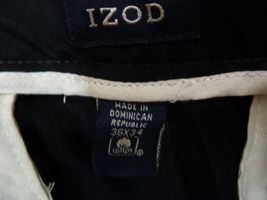 IZOD
MADE IN
DOMINICAN
REPUBLIC
36X34